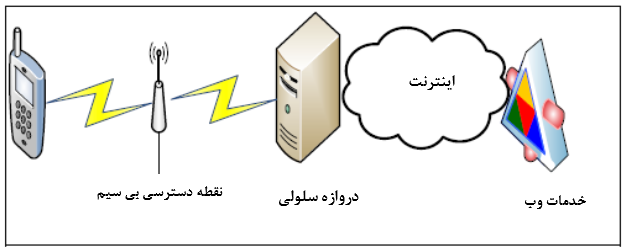 اینترنت
نقطه دسترسی بی سیم
دروازه سلولی
خدمات وب